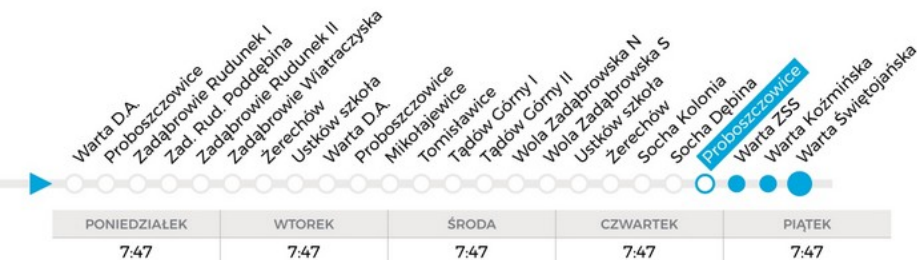 Warta D.A.
Proboszczowice
Zadąbrowie Rudunek I
Zad. Rud. Poddębina
Zadąbrowie Rudunek II
Zadąbrowie Wiatraczyska
Żerechów
Ustków szkoła
Warta D.A.
Proboszczowice
Mikołajewice
Tomisławice
Tądów Górny I
Tądów Górny II
Wola Zadąbrowska N
Wola Zadąbrowska S
Ustków szkoła
Żerechów
Socha Kolonia
Socha Dębina
Proboszczowice
Warta ZSS
Warta Koźmińska
Warta Świętojańska
PONIEDZIAŁEK WTOREK ŚRODA CZWARTEK PIĄTEK
7:47 7:47 7:47 7:47 7:47